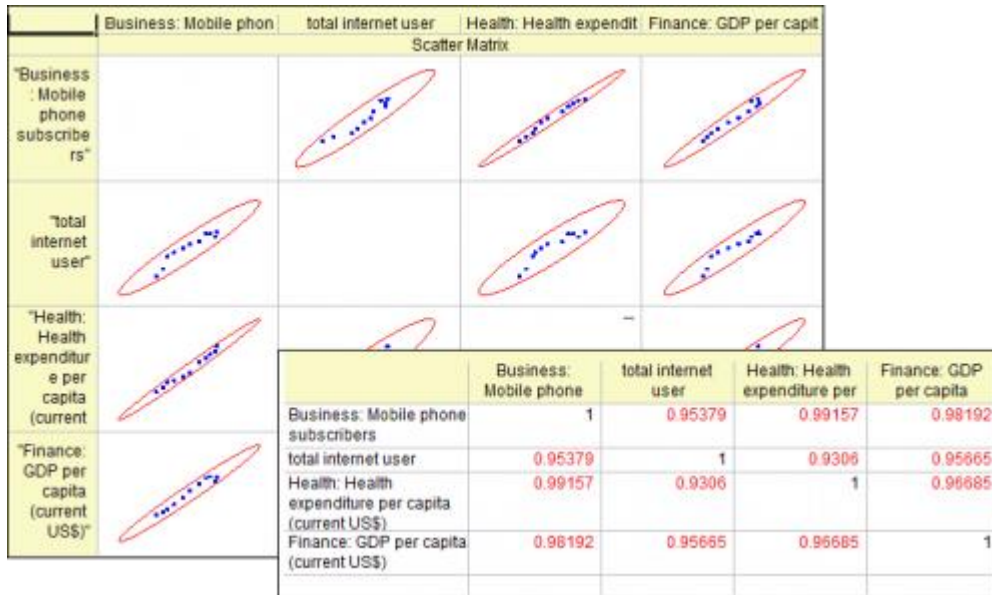 Business: Mobile phon total internet user Health: Health expendit Finance: GDP per capit
Scatter Matrix
"Business
: Mobile
phone
subscribe
rs"
"total
internet
user"
"Health:
Health
expenditur
e per
capita
(current
"Finance:
GDP per
capita
(current
US$)"
Business:
Mobile phone
total internet
user
Health: Health
expenditure per
Finance: GDP
per capita
Business: Mobile phone
subscribers
1 0.95379 0.99157 0.98192
total internet user 0.95379 1 0.9306 0.95665
Health: Health
expenditure per capita
(current US$)
0.99157 0.9306 1 0.96685
Finance: GDP per capita
(current US$)
0.98192 0.95665 0.96685 1